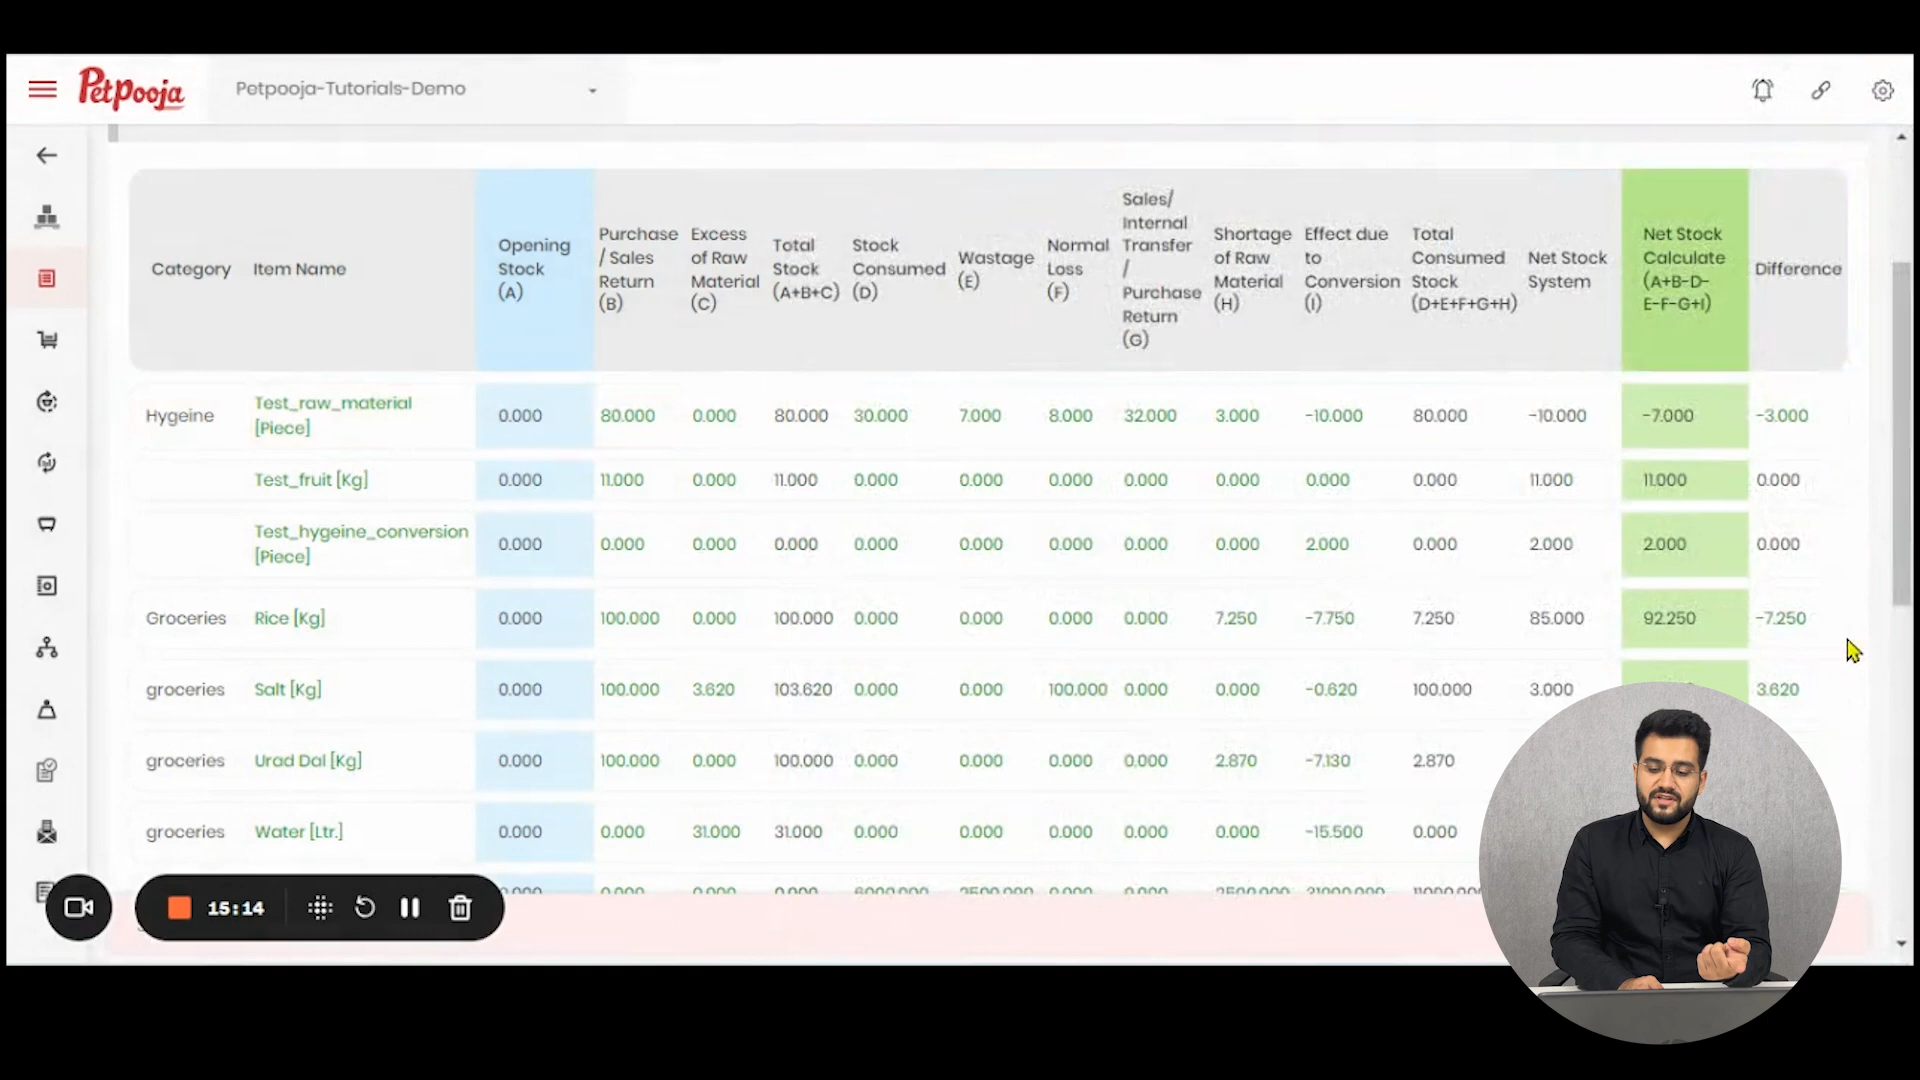 Petpooja
Petpooja-Tutorials-Demo
Category
Item Name
Opening
Stock
(A)
Purchase
/ Sales
Return
(B)
Excess
of Raw
Material
(C)
Total
Stock
(A+B+C)
Stock
Consumed
(D)
Wastage
(E)
Normal
Loss
(F)
Sales/
Internal
Transfer
/
Purchase
Return
(G)
Shortage
of Raw
Material
(H)
Effect due
to
Conversion
(I)
Total
Consumed
Stock
(D+E+F+G+H)
Net Stock
System
Net Stock
Calculate
(A+B-D-
E-F-G+I)
Difference
Hygeine Test_raw_material 0.000 80.000 0.000 80.000 30.000 7.000 8.000 32.000 3.000 -10.000 80.000 -10.000 -7.000 -3.000
[Piece]
Test_fruit [Kg] 0.000 11.000 0.000 11.000 0.000 0.000 0.000 0.000 0.000 0.000 0.000 11.000 11.000 0.000
Test_hygeine_conversion 0.000 0.000 0.000 0.000 0.000 0.000 0.000 0.000 0.000 2.000 0.000 2.000 2.000 0.000
[Piece]
Groceries Rice [Kg] 0.000 100.000 0.000 100.000 0.000 0.000 0.000 0.000 7.250 -7.750 7.250 85.000 92.250 -7.250
groceries Salt [Kg] 0.000 100.000 3.620 103.620 0.000 0.000 100.000 0.000 0.000 -0.620 100.000 3.000 3.620
groceries Urad Dal [Kg] 0.000 100.000 0.000 100.000 0.000 0.000 0.000 0.000 2.870 -7.130 2.870
groceries Water [Ltr.] 0.000 0.000 31.000 31.000 0.000 0.000 0.000 0.000 0.000 -15.500 0.000
15:14